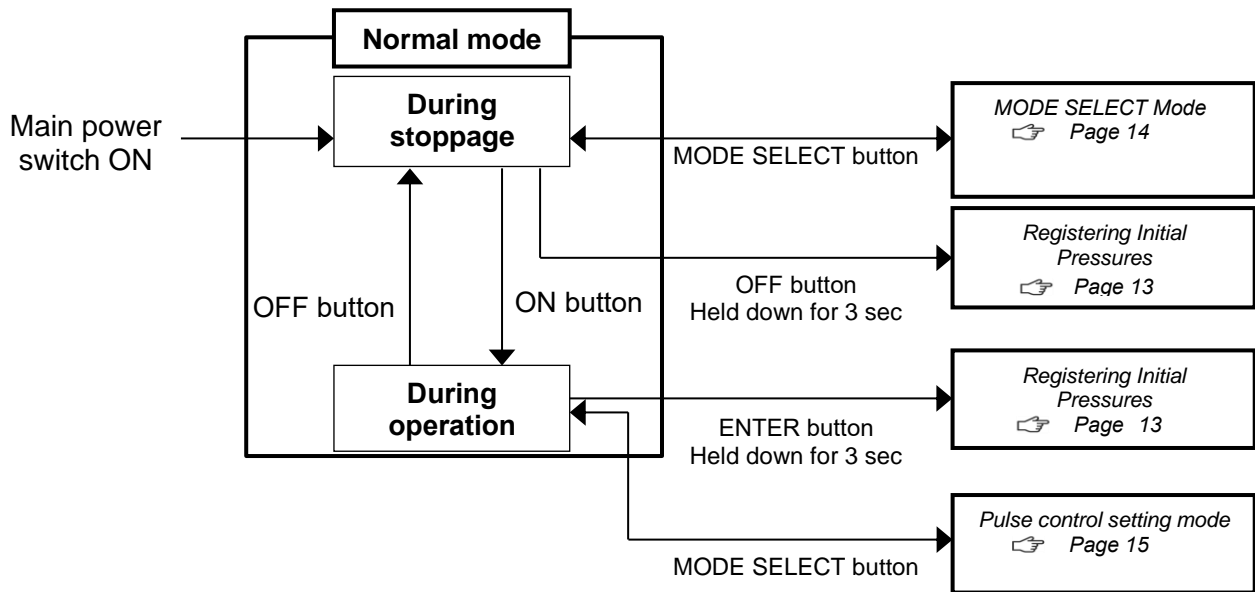 Normal mode
Main power
switch ON
During
stoppage
MODE SELECT button
MODE SELECT Mode
☞ Page 14
OFF button
ON button
OFF button
Held down for 3 sec
Registering Initial
Pressures
☞ Page 13
During
operation
ENTER button
Held down for 3 sec
Registering Initial
Pressures
☞ Page 13
MODE SELECT button
Pulse control setting mode
☞ Page 15